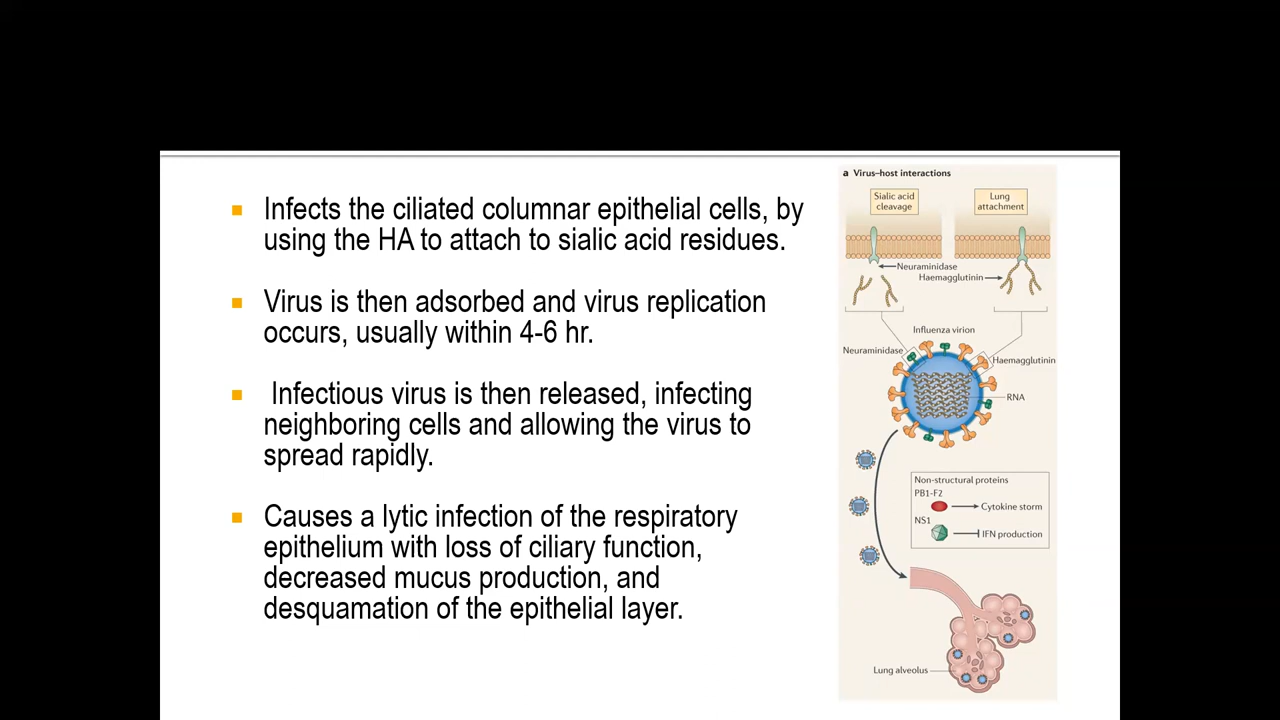 Infects the ciliated columnar epithelial cells, by
using the HA to attach to sialic acid residues.
Virus is then adsorbed and virus replication
occurs, usually within 4-6 hr.
Infectious virus is then released, infecting
neighboring cells and allowing the virus to
spread rapidly.
Causes a lytic infection of the respiratory
epithelium with loss of ciliary function,
decreased mucus production, and
desquamation of the epithelial layer.
a Virus–host interactions
Sialic acid
cleavage
Lung
attachment
Neuraminidase
Haemagglutinin
Influenza virion
Neuraminidase
Haemagglutinin
RNA
Non-structural proteins
PB1-F2
Cytokine storm
NS1
IFN production
Lung alveolus